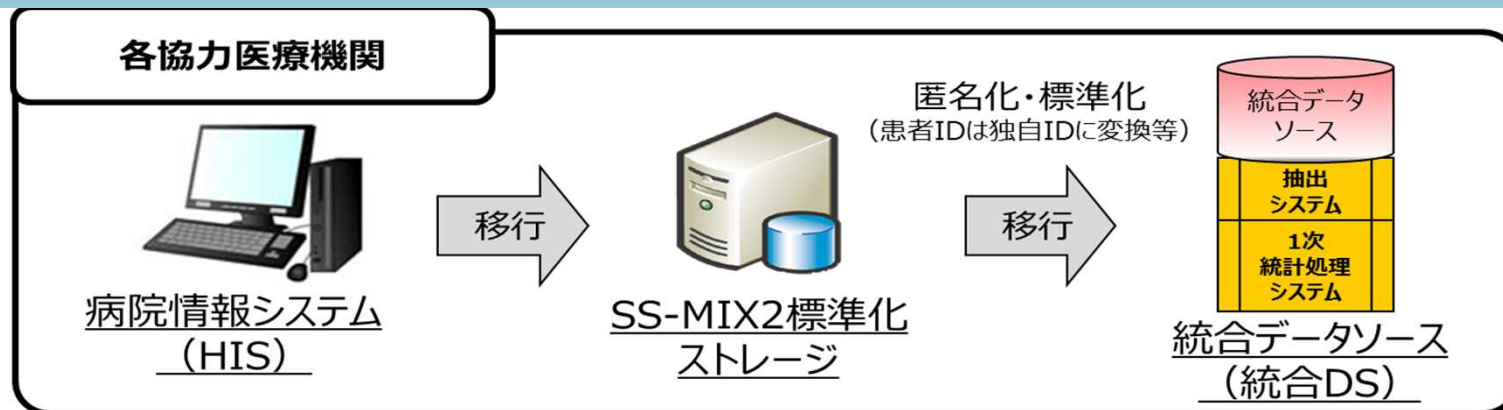 各協力医療機関
匿名化・標準化
（患者IDは独自IDに変換等）
統合データ
ソース
抽出
システム
1次
統計処理
システム
移行
移行
病院情報システム
（HIS）
SS-MIX2標準化
ストレージ
統合データソース
（統合DS）